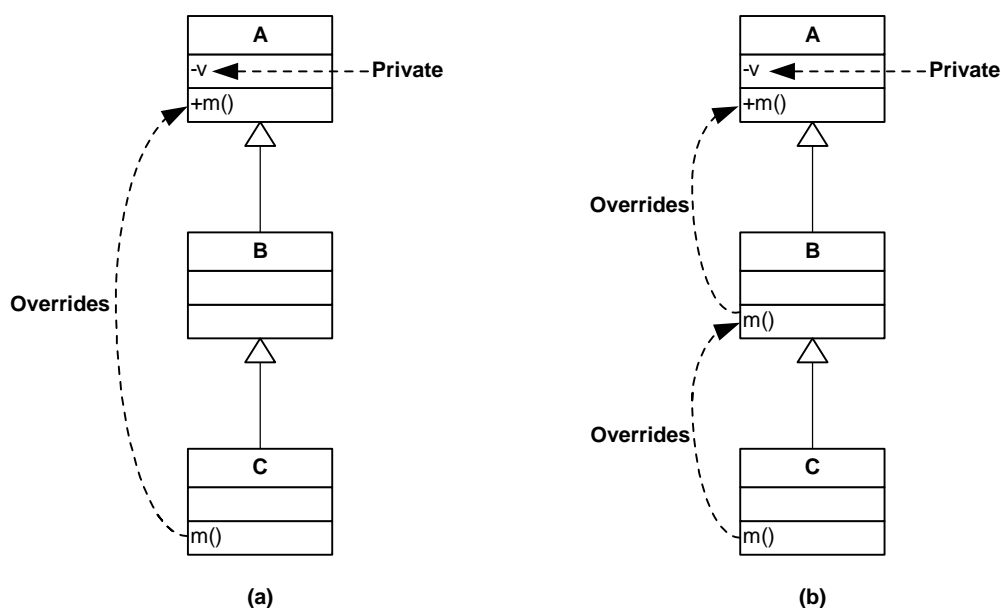 A
-v
Private
+m()
Overrides
B
C
m()
(a)
A
-v
Private
+m()
Overrides
B
m()
Overrides
C
m()
(b)